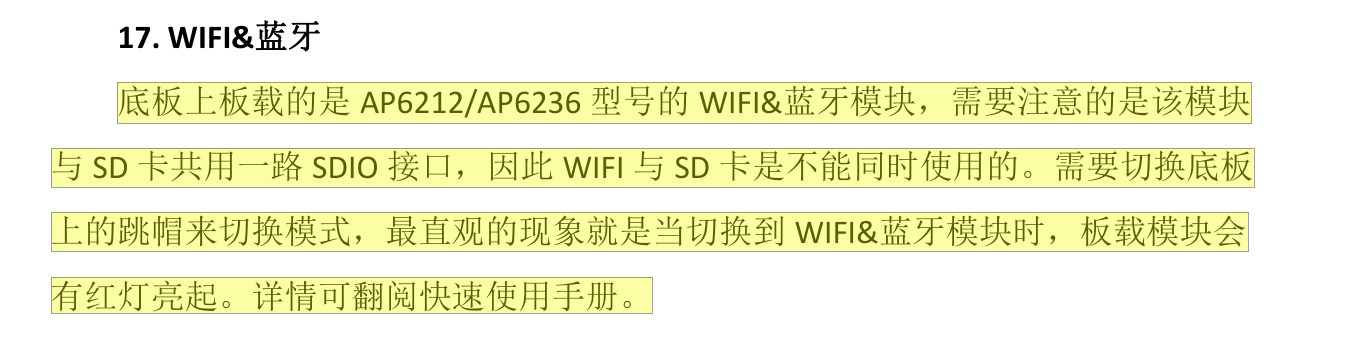 17. WIFI&蓝牙
底板上板载的是 AP6212/AP6236 型号的 WIFI&蓝牙模块，需要注意的是该模块
与 SD 卡共用一路 SDIO 接口，因此 WIFI 与 SD 卡是不能同时使用的。需要切换底板
上的跳帽来切换模式，最直观的现象就是当切换到 WIFI&蓝牙模块时，板载模块会
有红灯亮起。详情可翻阅快速使用手册。